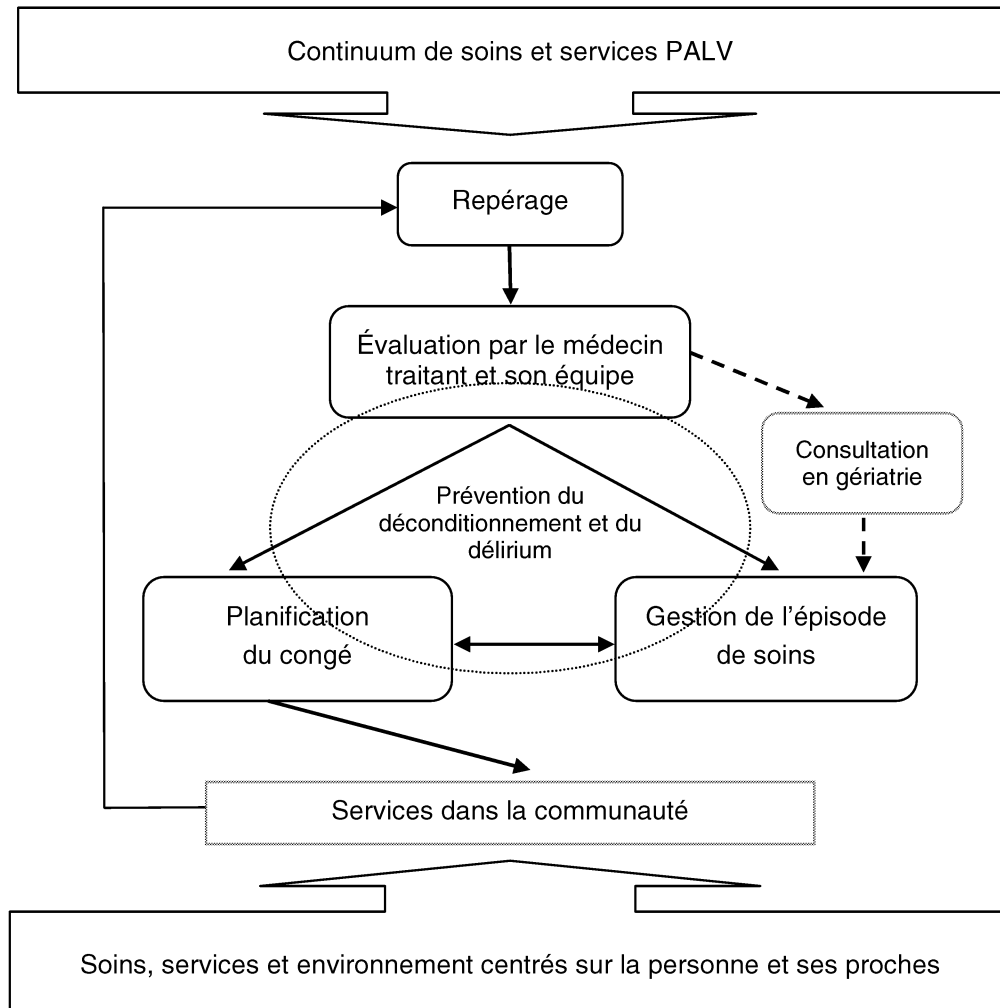 Continuum de soins et services PALV
Repérage
Évaluation par le médecin
traitant et son équipe
Consultation
en gériatrie
Prévention du
déconditionnement et du
délirium
Planification
du congé
Gestion de l’épisode
de soins
Services dans la communauté
Soins, services et environnement centrés sur la personne et ses proches